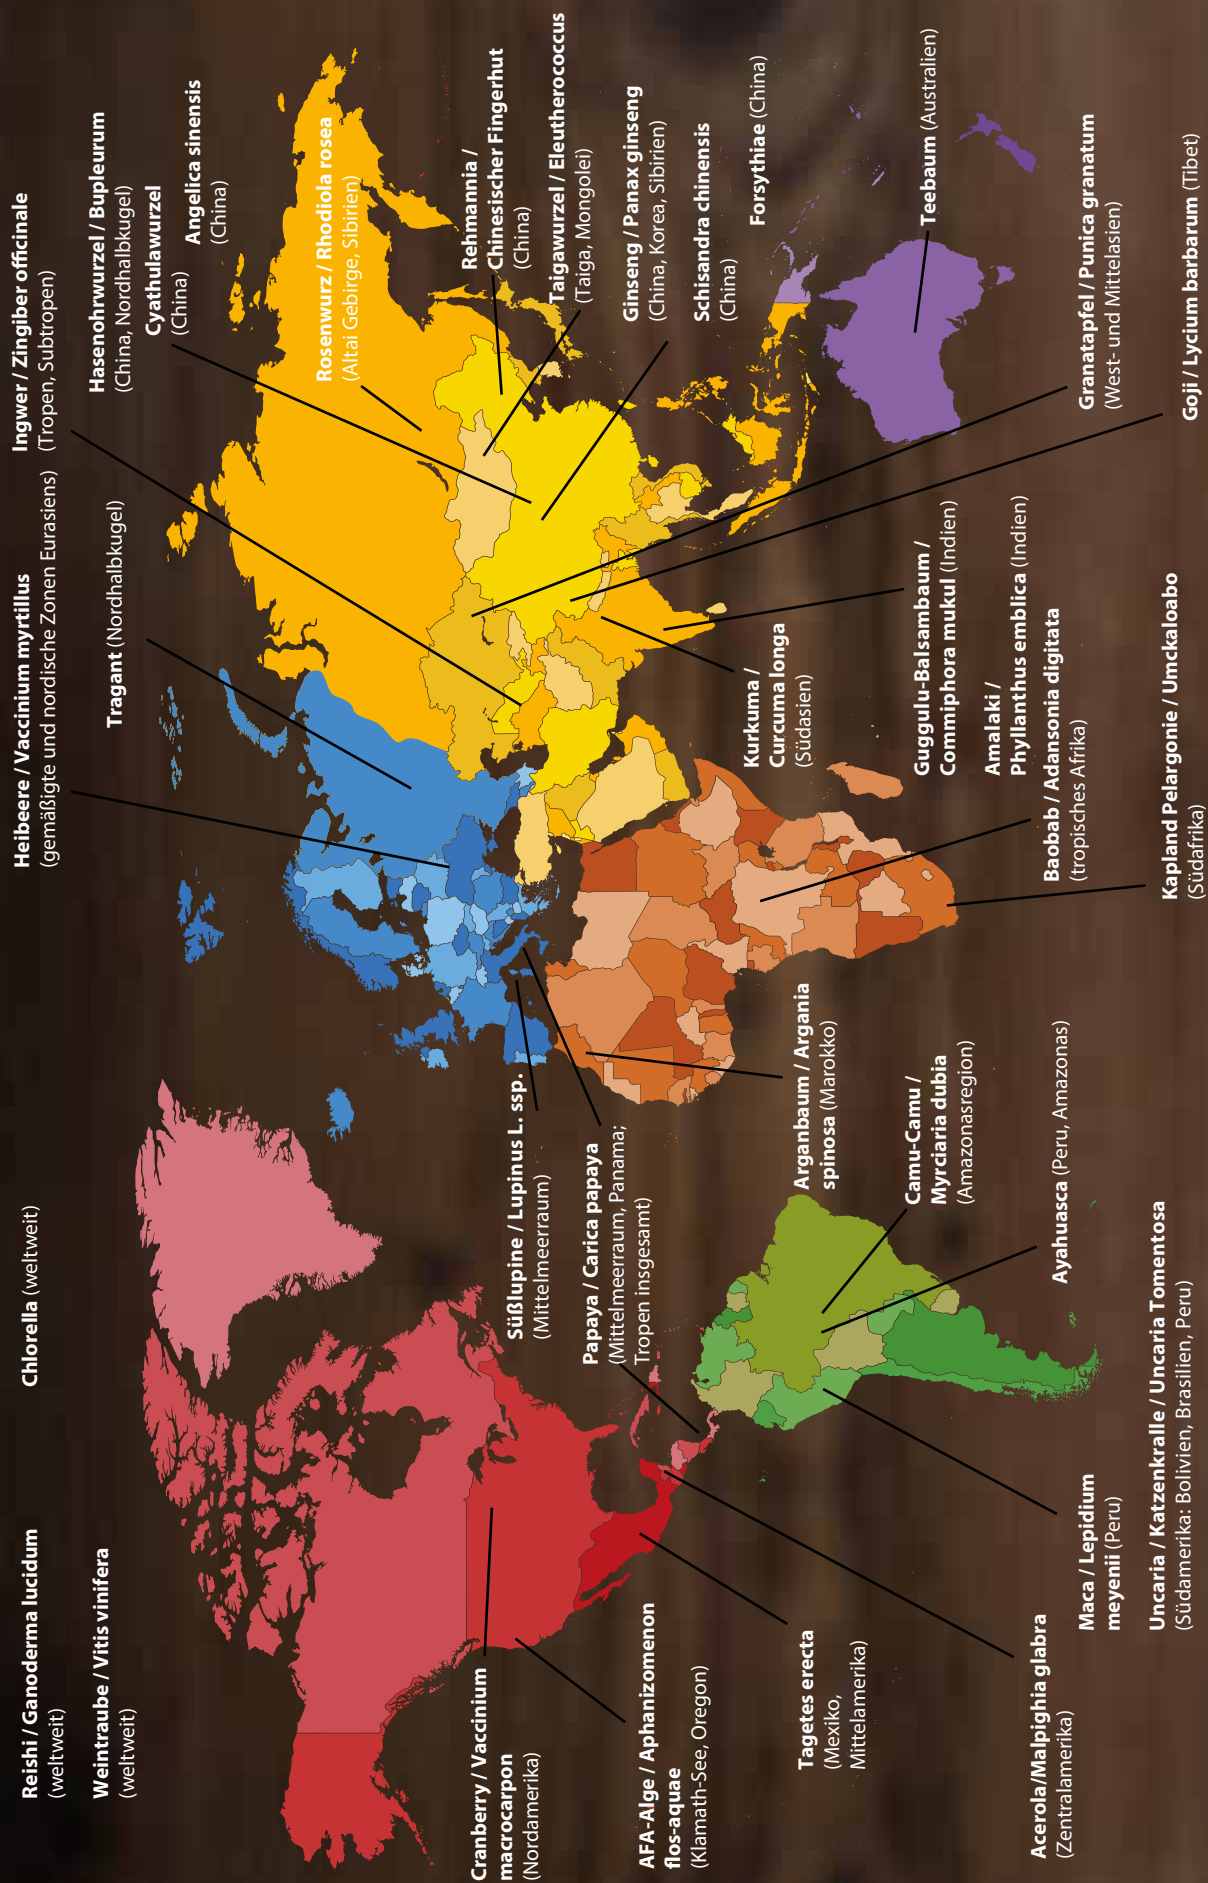 Reishi / Ganoderma lucidum
(weltweit)
Weintraube / Vitis vinifera
(weltweit)
Chlorella (weltweit)
Heibeere / Vaccinium myrtillus
(gemäßigte und nordische Zonen Eurasiens)
Tragant (Nordhalbkugel)
Ingwer / Zingiber officinale
(Tropen, Subtropen)
Hasenohrwurzel / Bupleurum
(China, Nordhalbkugel)
Cyathulawurzel
(China)
Angelica sinensis
(China)
Rosenwurz / Rhodiola rosea
(Altai Gebirge, Sibirien)
Rehmannia /
Chinesischer Fingerhut
(China)
Taigawurzel / Eleutherococcus
(Taiga, Mongolei)
Ginseng / Panax ginseng
(China, Korea, Sibirien)
Schisandra chinensis
(China)
Forsythiae (China)
Teebaum (Australien)
Granatapfel / Punica granatum
(West- und Mittelasien)
Goji / Lycium barbarum (Tibet)
Cranberry / Vaccinium
macrocarpon
(Nordamerika)
AFA-Alge / Aphanizomenon
flos-aquae
(Klamath-See, Oregon)
Tagetes erecta
(Mexiko,
Mittelamerika)
Acerola/Malpighia glabra
(Zentralamerika)
Süßlupine / Lupinus L. ssp.
(Mittelmeerraum)
Papaya / Carica papaya
(Mittelmeerraum, Panama;
Tropen insgesamt)
Arganbaum / Argania
spinosa (Marokko)
Camu-Camu /
Myrciaria dubia
(Amazonasregion)
Ayahuasca (Peru, Amazonas)
Maca / Lepidium
meyenii (Peru)
Uncaria / Katzenkralle / Uncaria Tomentosa
(Südamerika: Bolivien, Brasilien, Peru)
Kurkuma /
Curcuma longa
(Südasien)
Guggulu-Balsambaum /
Commiphora mukul (Indien)
Amalaki /
Phyllanthus emblica (Indien)
Baobab / Adansonia digitata
(tropisches Afrika)
Kapland Pelargonie / Umckaloabo
(Südafrika)